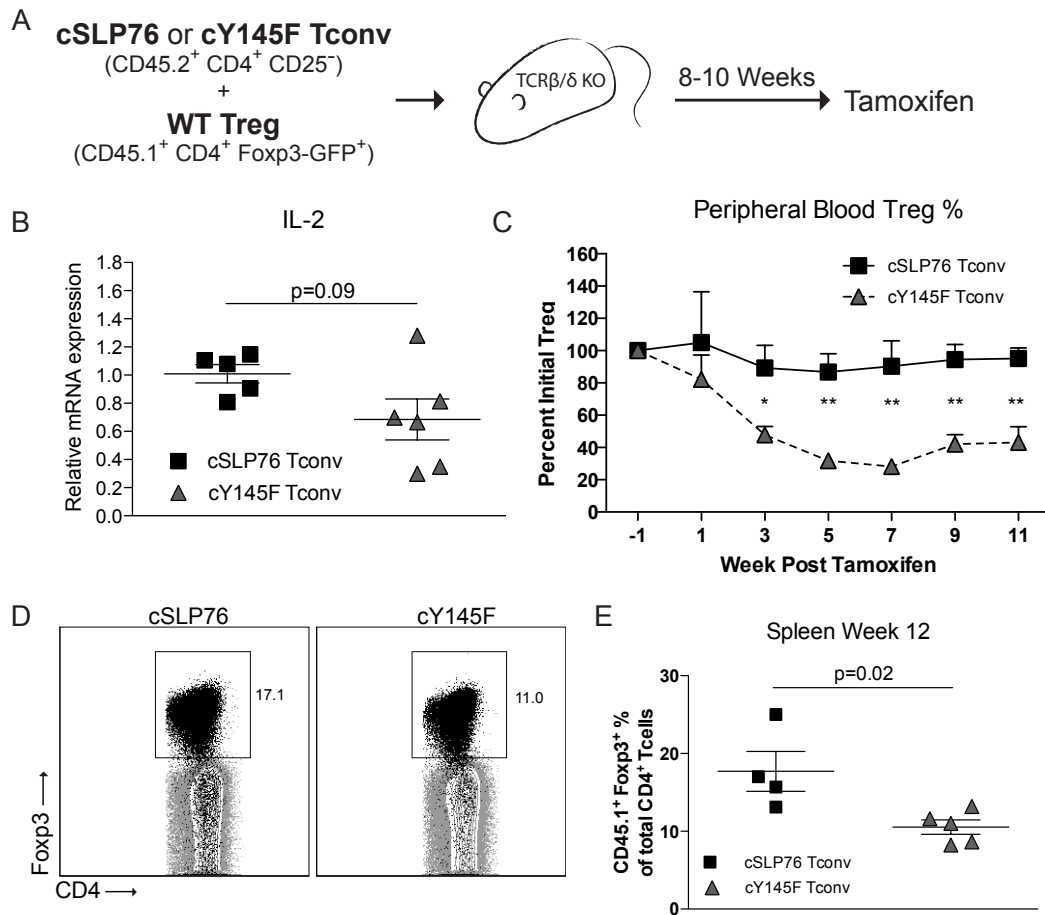 A
cSLP76 or cY145F Tconv
(CD45.2⁺ CD4⁺ CD25⁻)
+
WT Treg
(CD45.1⁺ CD4⁺ Foxp3-GFP⁺)
TCRβ/δ KO
8-10 Weeks
Tamoxifen
B
IL-2
Relative mRNA expression
1.8
1.6
1.4
1.2
1.0
0.8
0.6
0.4
0.2
0.0
p=0.09
cSLP76 Tconv
cY145F Tconv
C
Peripheral Blood Treg %
Percent Initial Treg
160
140
120
100
80
60
40
20
0
cSLP76 Tconv
cY145F Tconv
* ** ** ** **
-1 1 3 5 7 9 11
Week Post Tamoxifen
D
cSLP76
cY145F
17.1
11.0
Foxp3
CD4
E
Spleen Week 12
CD45.1⁺ Foxp3⁺ %
of total CD4⁺ Tcells
30
20
10
0
p=0.02
cSLP76 Tconv
cY145F Tconv